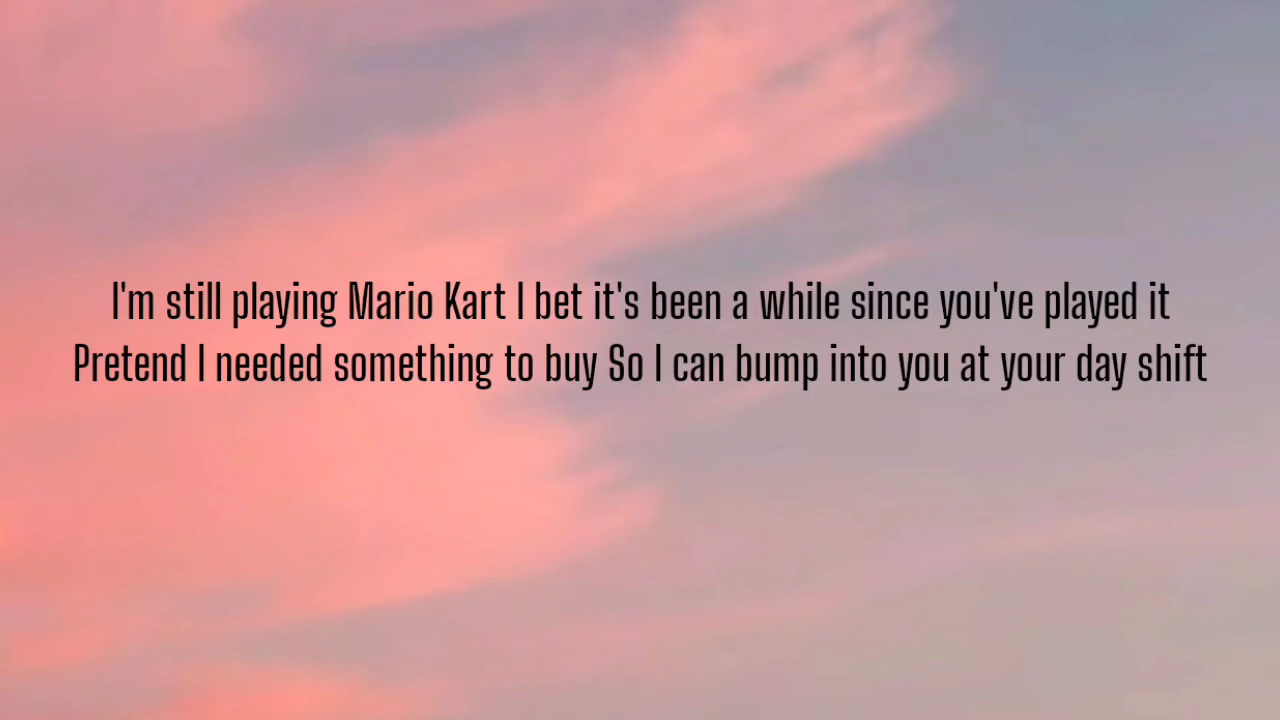 I'm still playing Mario Kart I bet it's been a while since you've played it
Pretend I needed something to buy So I can bump into you at your day shift